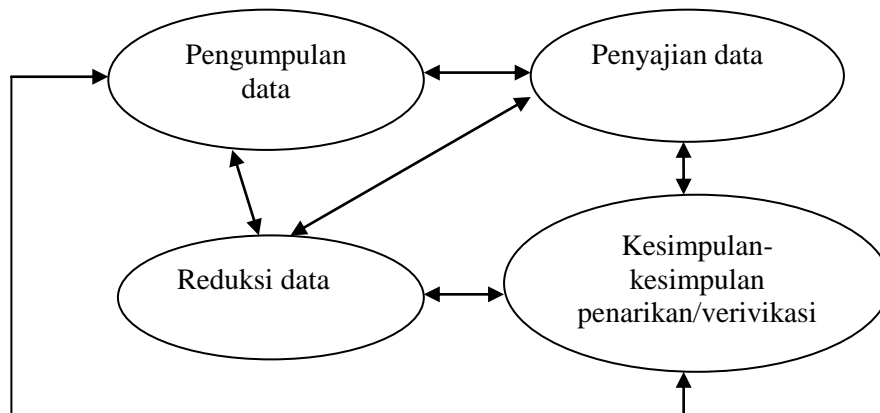 Pengumpulan
data
Penyajian data
Reduksi data
Kesimpulan-
kesimpulan
penarikan/verivikasi